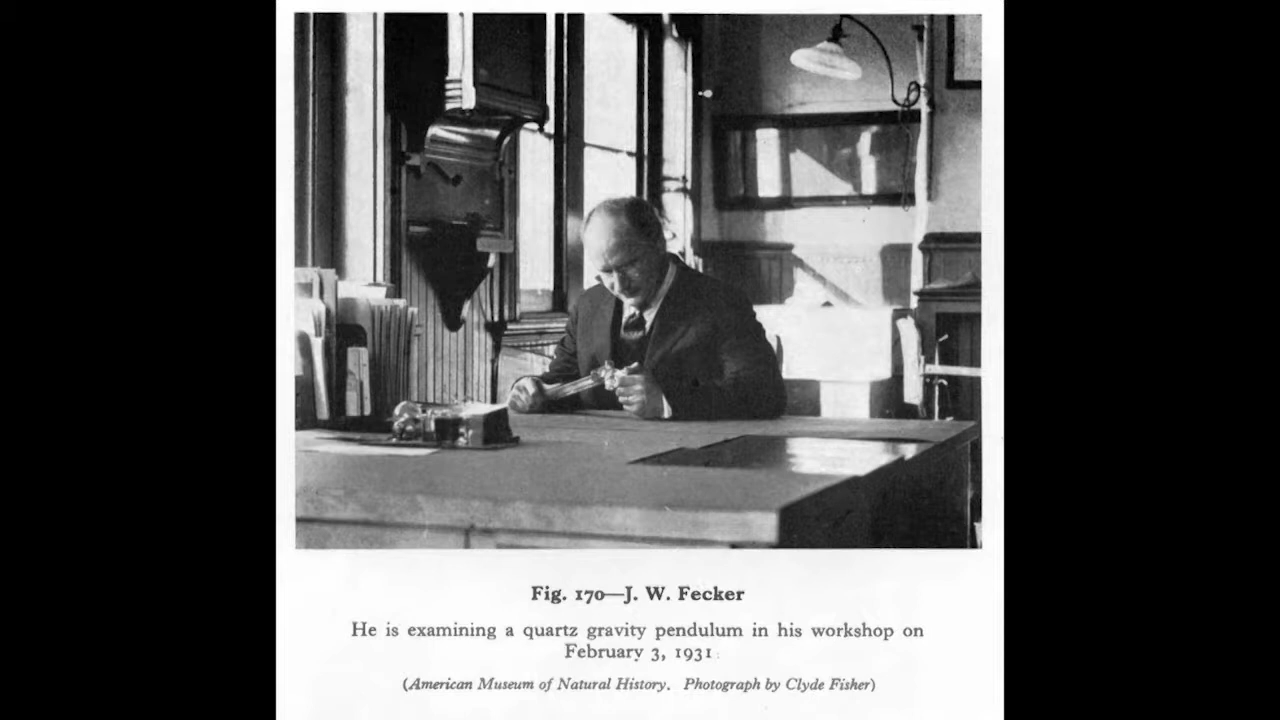 Fig. 170—J. W. Fecker
He is examining a quartz gravity pendulum in his workshop on
February 3, 1931
(American Museum of Natural History. Photograph by Clyde Fisher)